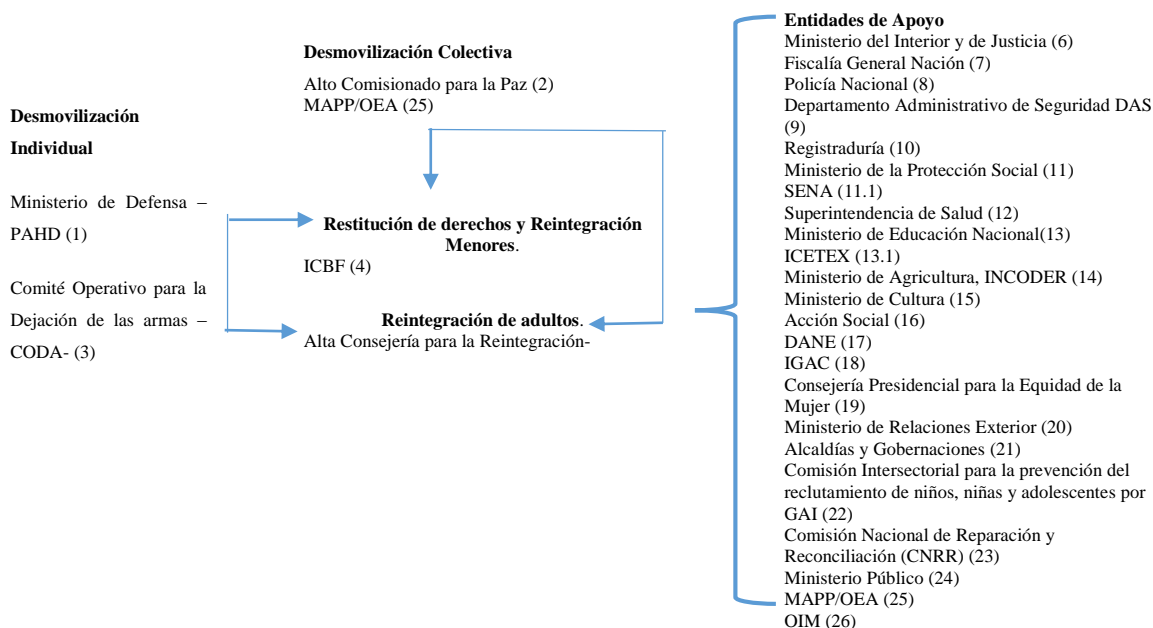 Desmovilización
Individual
Ministerio de Defensa –
PAHD (1)
Comité Operativo para la
Dejación de las armas –
CODA- (3)
Desmovilización Colectiva
Alto Comisionado para la Paz (2)
MAPP/OEA (25)
Restitución de derechos y Reintegración
Menores.
ICBF (4)
Reintegración de adultos.
Alta Consejería para la Reintegración-
Entidades de Apoyo
Ministerio del Interior y de Justicia (6)
Fiscalía General Nación (7)
Policía Nacional (8)
Departamento Administrativo de Seguridad DAS
(9)
Registraduría (10)
Ministerio de la Protección Social (11)
SENA (11.1)
Superintendencia de Salud (12)
Ministerio de Educación Nacional(13)
ICETEX (13.1)
Ministerio de Agricultura, INCODER (14)
Ministerio de Cultura (15)
Acción Social (16)
DANE (17)
IGAC (18)
Consejería Presidencial para la Equidad de la
Mujer (19)
Ministerio de Relaciones Exterior (20)
Alcaldías y Gobernaciones (21)
Comisión Intersectorial para la prevención del
reclutamiento de niños, niñas y adolescentes por
GAI (22)
Comisión Nacional de Reparación y
Reconciliación (CNRR) (23)
Ministerio Público (24)
MAPP/OEA (25)
OIM (26)